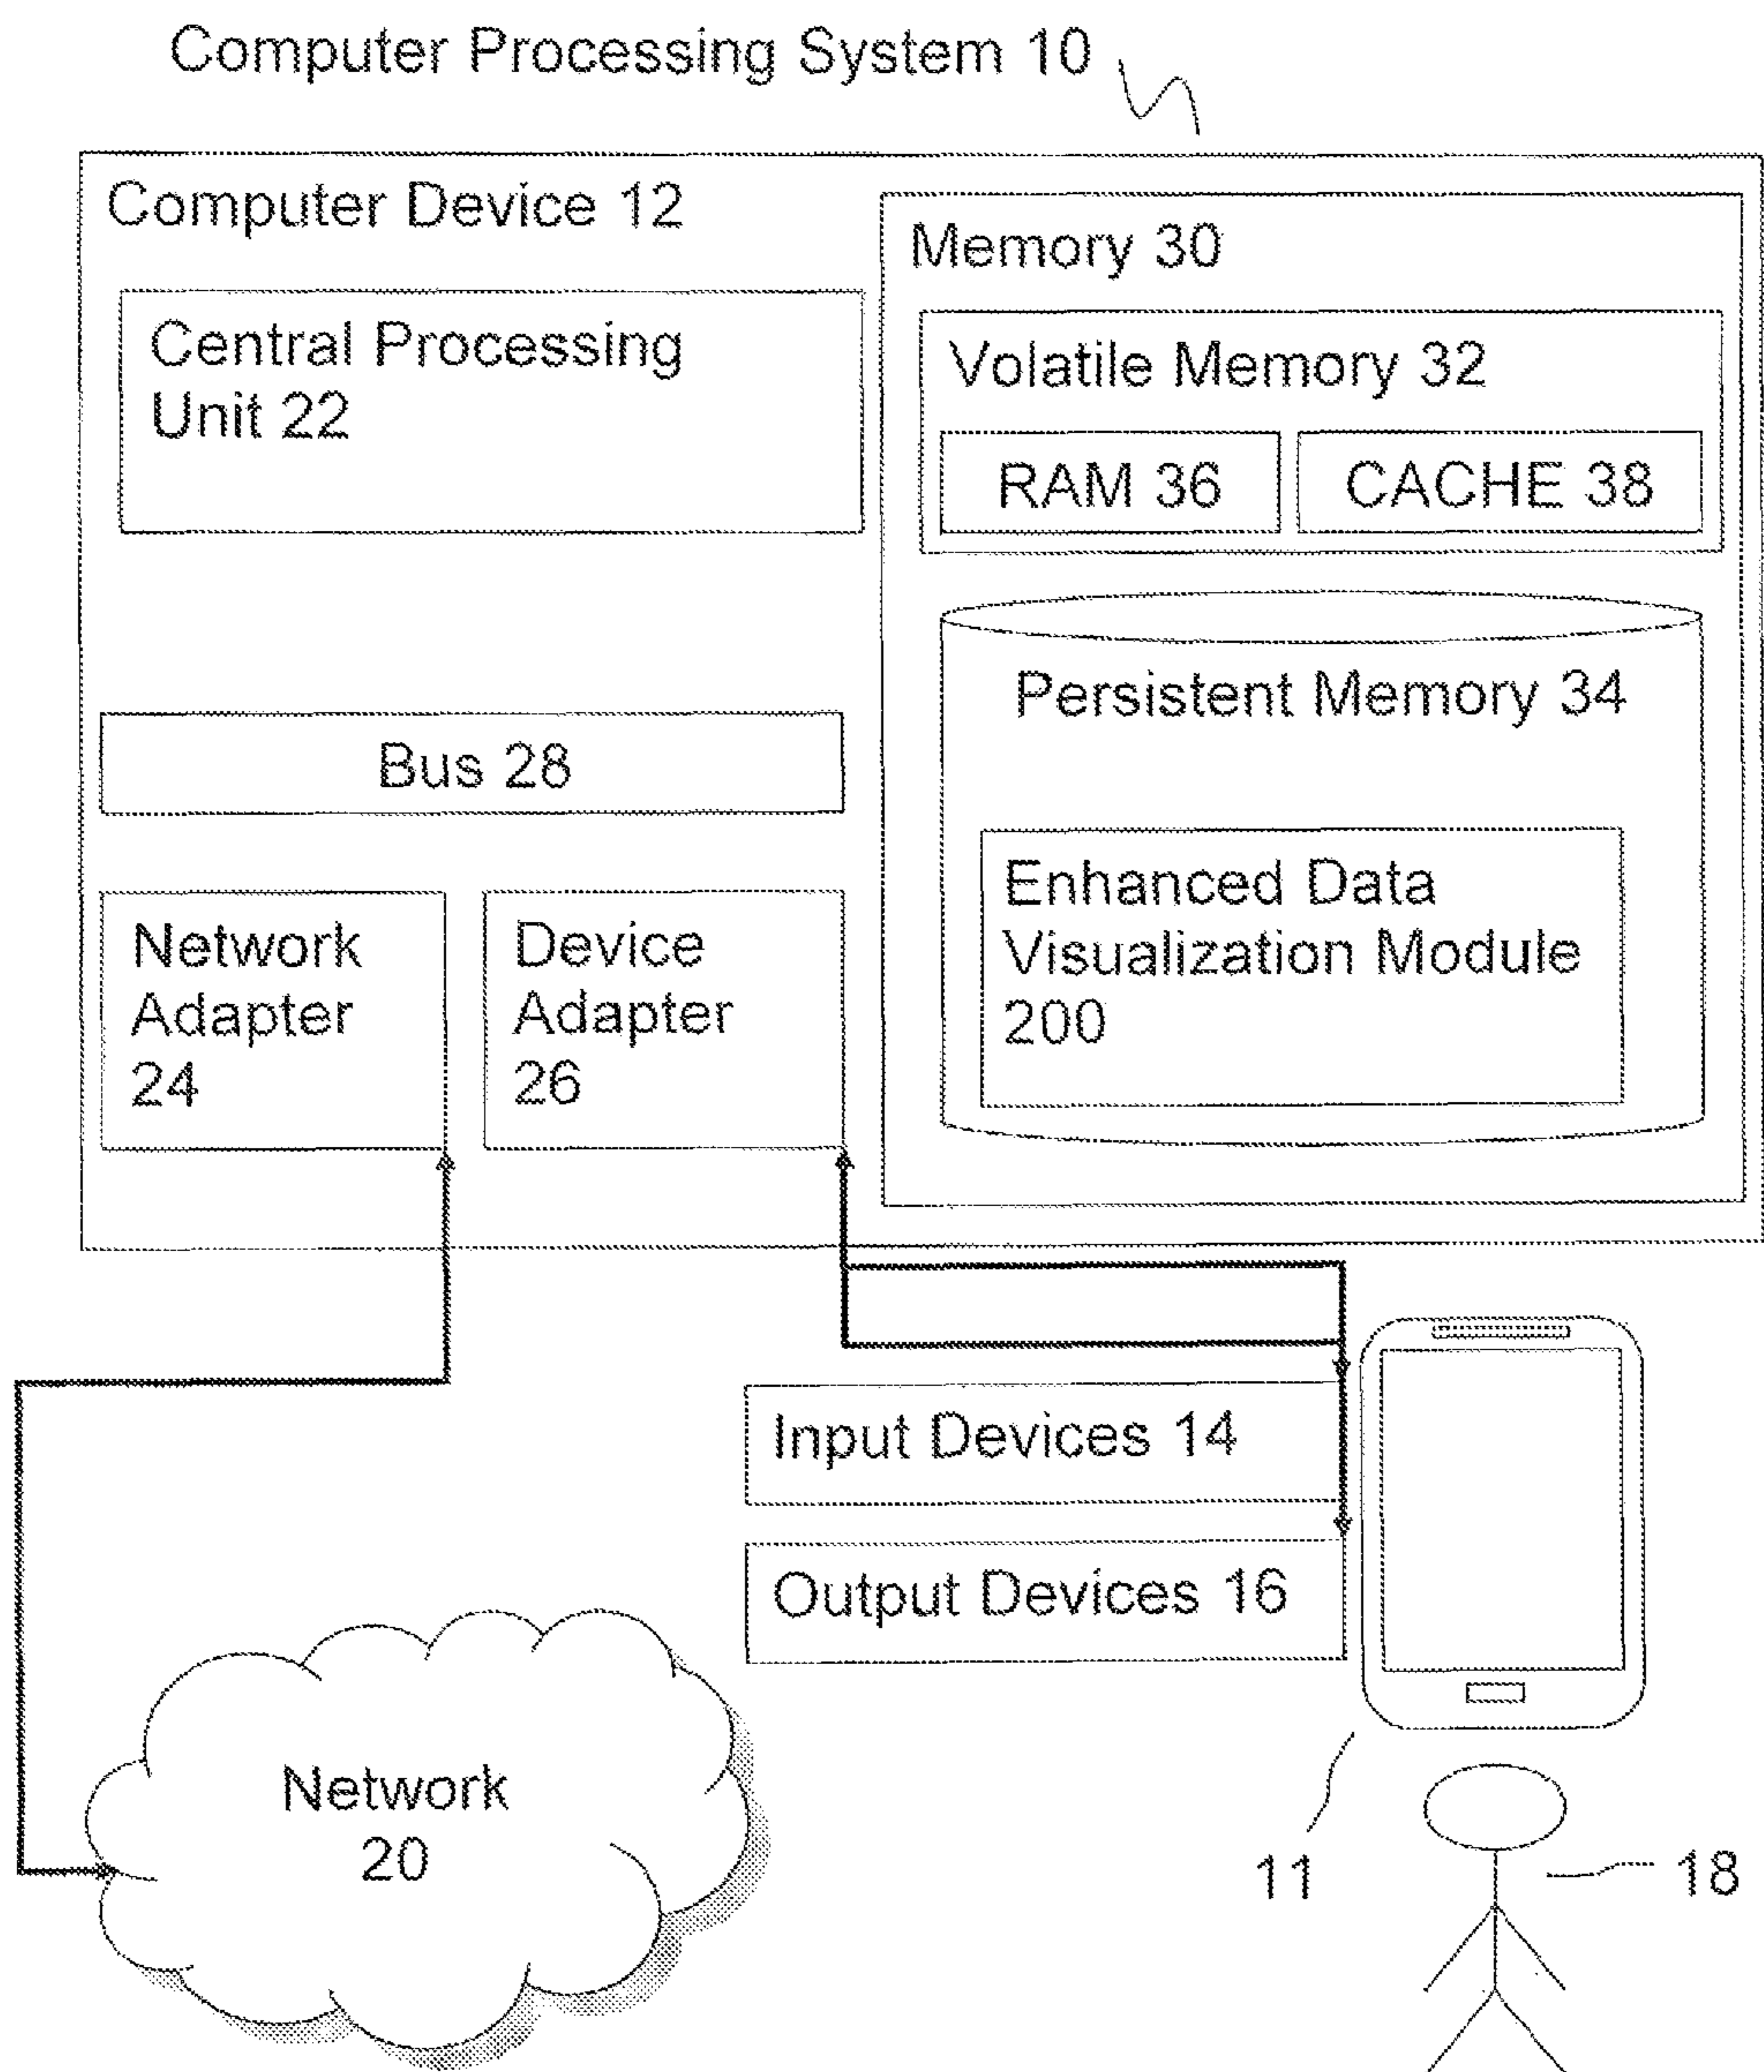 Computer Processing System 10
Computer Device 12
Central Processing
Unit 22
Bus 28
Network
Adapter
24
Device
Adapter
26
Memory 30
Volatile Memory 32
RAM 36
CACHE 38
Persistent Memory 34
Enhanced Data
Visualization Module
200
Input Devices 14
Output Devices 16
Network
20
11
18